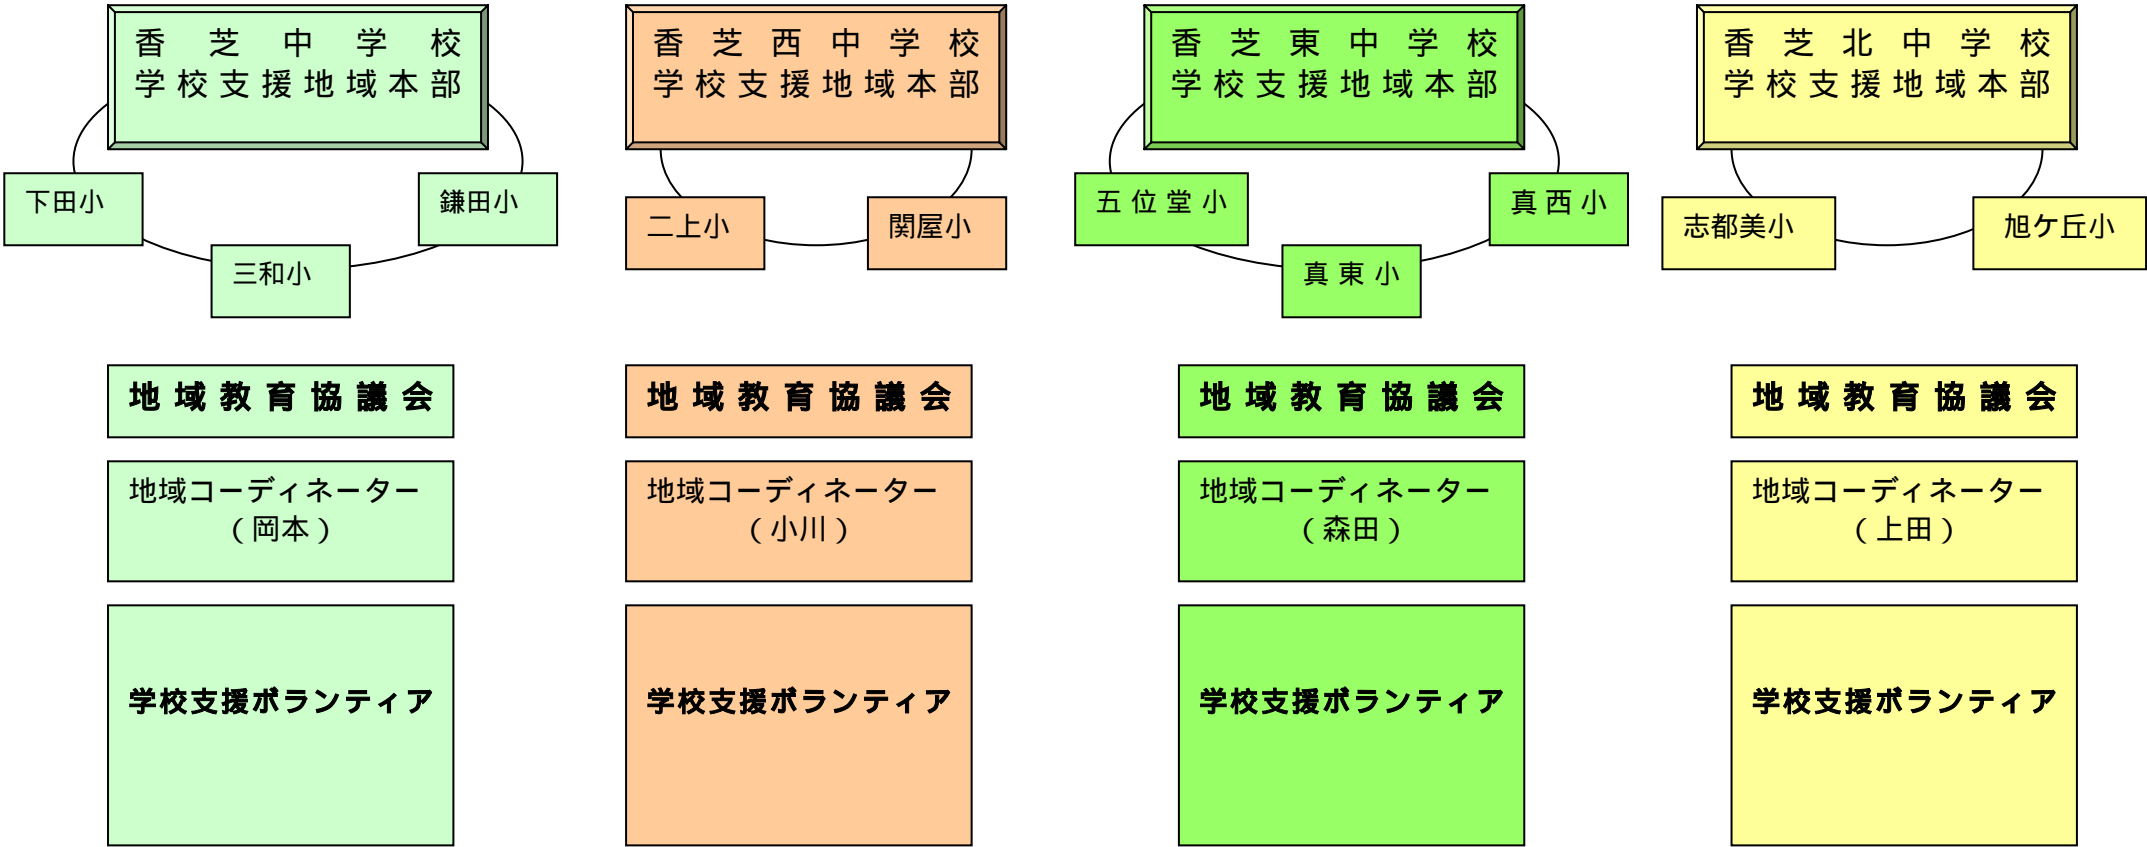 香芝中学校
学校支援地域本部
下田小
鎌田小
三和小
地域教育協議会
地域コーディネーター
（岡本）
学校支援ボランティア
香芝西中学校
学校支援地域本部
二上小
関屋小
地域教育協議会
地域コーディネーター
（小川）
学校支援ボランティア
香芝東中学校
学校支援地域本部
五位堂小
真西小
真東小
地域教育協議会
地域コーディネーター
（森田）
学校支援ボランティア
香芝北中学校
学校支援地域本部
志都美小
旭ケ丘小
地域教育協議会
地域コーディネーター
（上田）
学校支援ボランティア